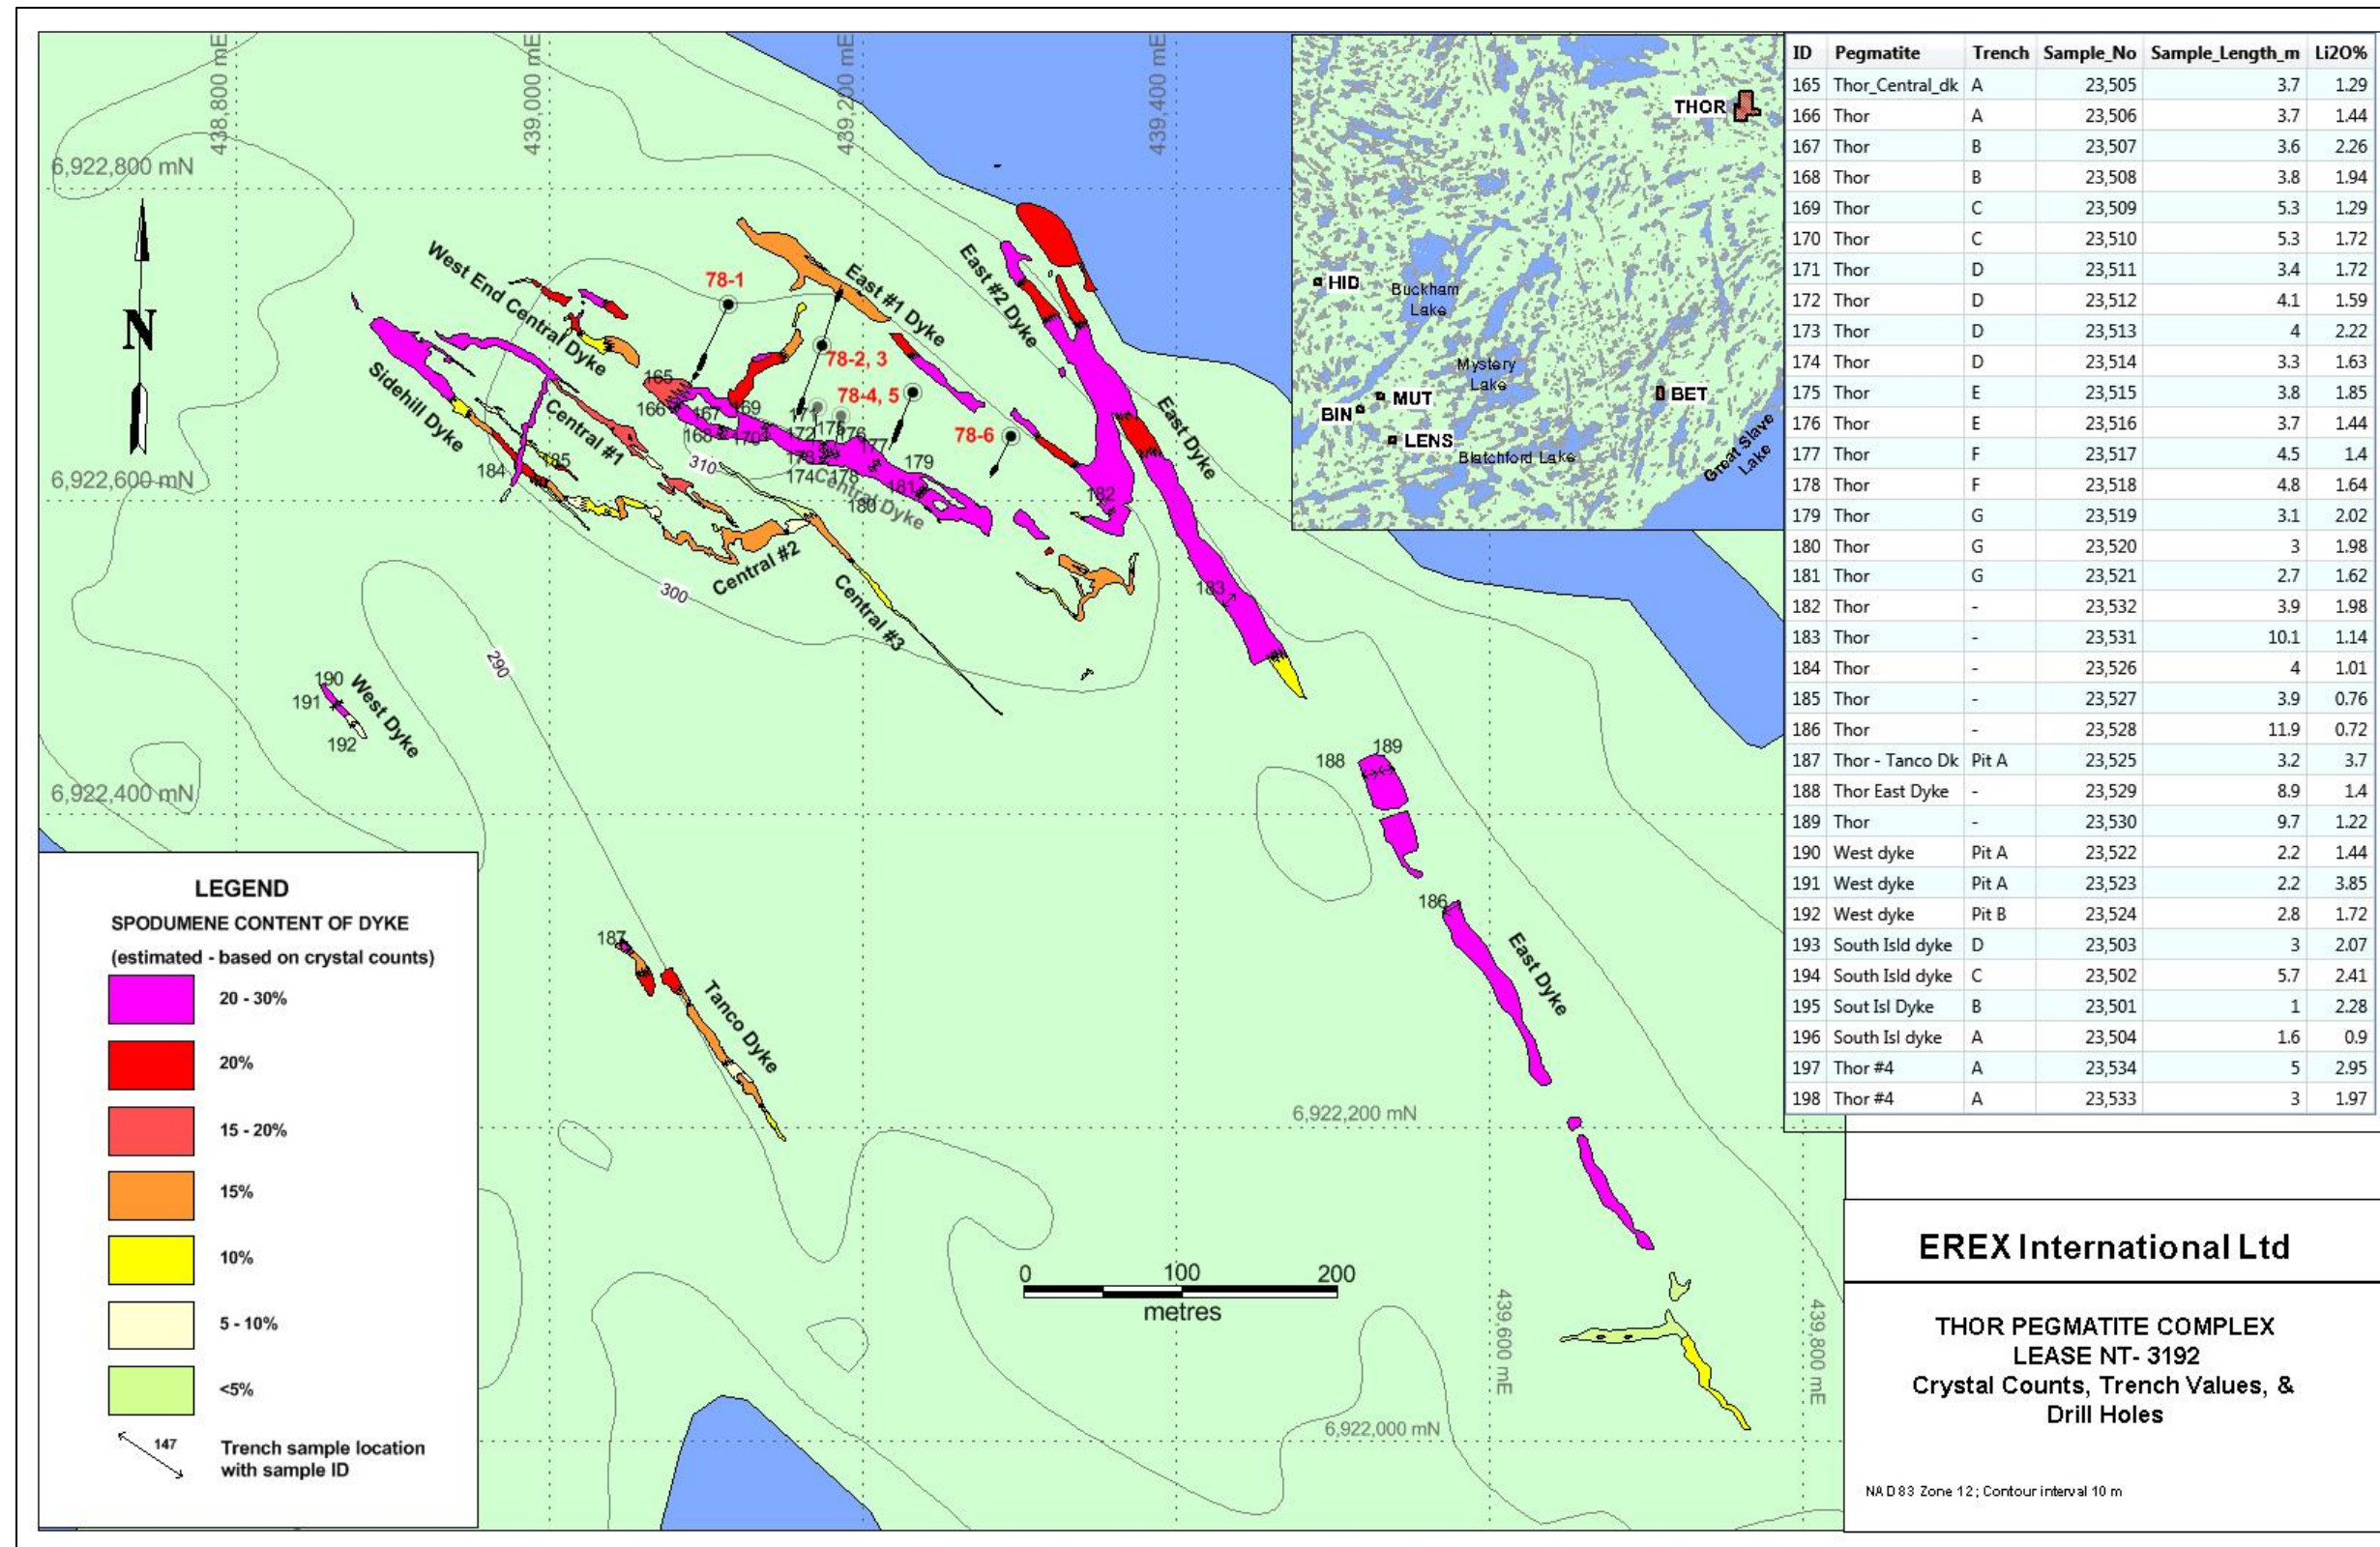 438,800 mE
439,000 mE
439,200 mE
439,400 mE
6,922,800 mN
N
West End Central Dyke
78-1
East #1 Dyke
East #2 Dyke
78-2, 3
78-4, 5
78-6
East Dyke
Sidehill Dyke
Central #1
165
166
167
168
169
170
171
172
173
174
175
176
177
178
179
180
181
182
183
184
185
Central Dyke
310
6,922,600 mN
Central #2
Central #3
300
290
190
191
192
West Dyke
6,922,400 mN
188
189
186
East Dyke
187
Tanco Dyke
6,922,200 mN
0 100 200
metres
439,600 mE
439,800 mE
6,922,000 mN
THOR
HID
Buckham
Lake
Mystery
Lake
BET
MUT
BIN
LENS
Blatchford Lake
Great Slave
Lake
ID Pegmatite Trench Sample_No Sample_Length_m Li2O%
165 Thor_Central_dk A 23,505 3.7 1.29
166 Thor A 23,506 3.7 1.44
167 Thor B 23,507 3.6 2.26
168 Thor B 23,508 3.8 1.94
169 Thor C 23,509 5.3 1.29
170 Thor C 23,510 5.3 1.72
171 Thor D 23,511 3.4 1.72
172 Thor D 23,512 4.1 1.59
173 Thor D 23,513 4 2.22
174 Thor D 23,514 3.3 1.63
175 Thor E 23,515 3.8 1.85
176 Thor E 23,516 3.7 1.44
177 Thor F 23,517 4.5 1.4
178 Thor F 23,518 4.8 1.64
179 Thor G 23,519 3.1 2.02
180 Thor G 23,520 3 1.98
181 Thor G 23,521 2.7 1.62
182 Thor - 23,532 3.9 1.98
183 Thor - 23,531 10.1 1.14
184 Thor - 23,526 4 1.01
185 Thor - 23,527 3.9 0.76
186 Thor - 23,528 11.9 0.72
187 Thor - Tanco Dk Pit A 23,525 3.2 3.7
188 Thor East Dyke - 23,529 8.9 1.4
189 Thor - 23,530 9.7 1.22
190 West dyke Pit A 23,522 2.2 1.44
191 West dyke Pit A 23,523 2.2 3.85
192 West dyke Pit B 23,524 2.8 1.72
193 South Isld dyke D 23,503 3 2.07
194 South Isld dyke C 23,502 5.7 2.41
195 Sout Isl Dyke B 23,501 1 2.28
196 South Isl dyke A 23,504 1.6 0.9
197 Thor #4 A 23,534 5 2.95
198 Thor #4 A 23,533 3 1.97
LEGEND
SPODUMENE CONTENT OF DYKE
(estimated - based on crystal counts)
20 - 30%
20%
15 - 20%
15%
10%
5 - 10%
<5%
147
Trench sample location
with sample ID
EREX International Ltd
THOR PEGMATITE COMPLEX
LEASE NT- 3192
Crystal Counts, Trench Values, &
Drill Holes
NAD83 Zone 12; Contour interval 10 m